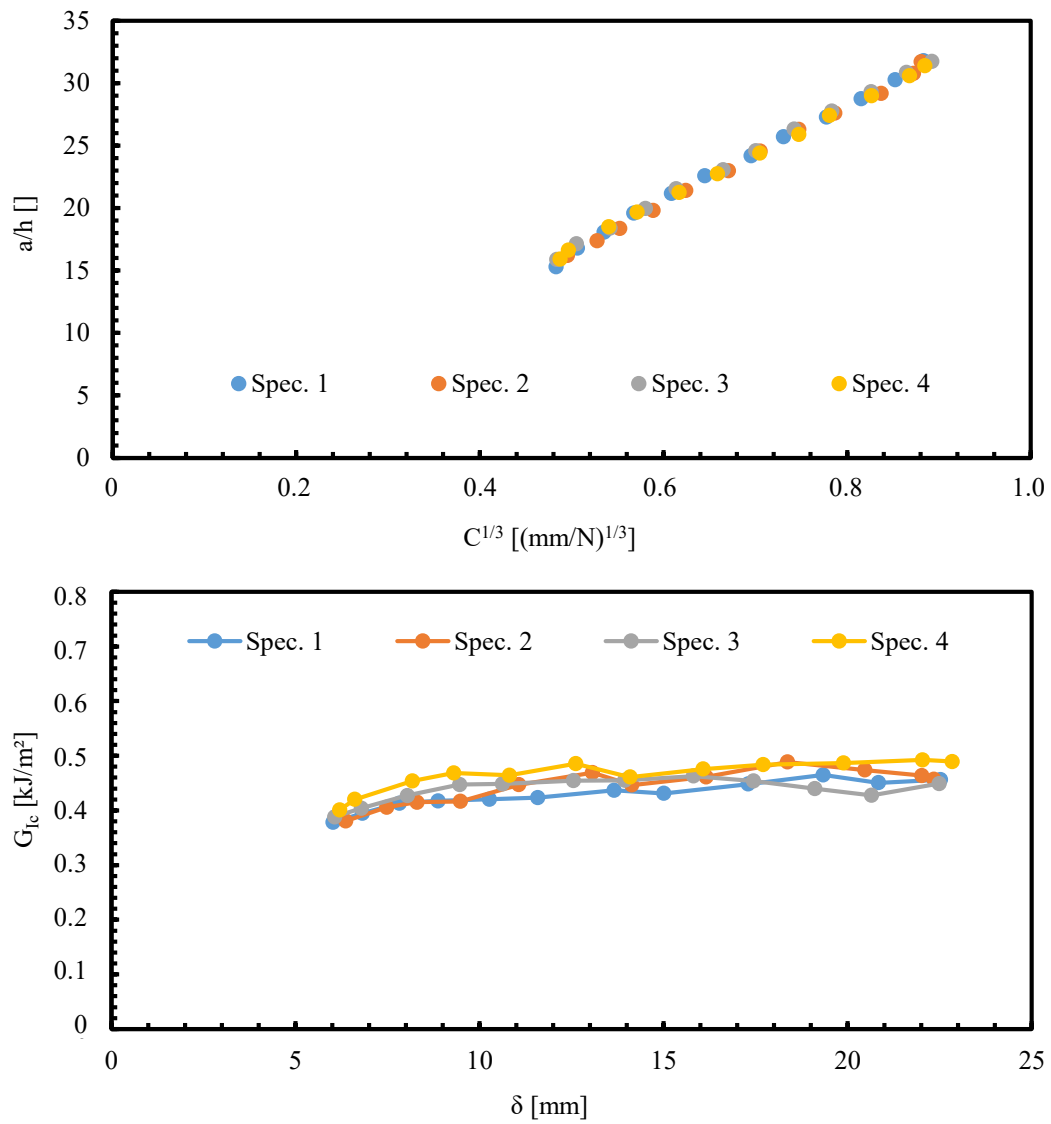 35
30
25
20
15
10
5
0
a/h []
Spec. 1 Spec. 2 Spec. 3 Spec. 4
0 0.2 0.4 0.6 0.8 1.0
C^1/3 [(mm/N)^1/3]
0.8
0.7
0.6
0.5
0.4
0.3
0.2
0.1
0
G_Ic [kJ/m²]
Spec. 1 Spec. 2 Spec. 3 Spec. 4
0 5 10 15 20 25
δ [mm]